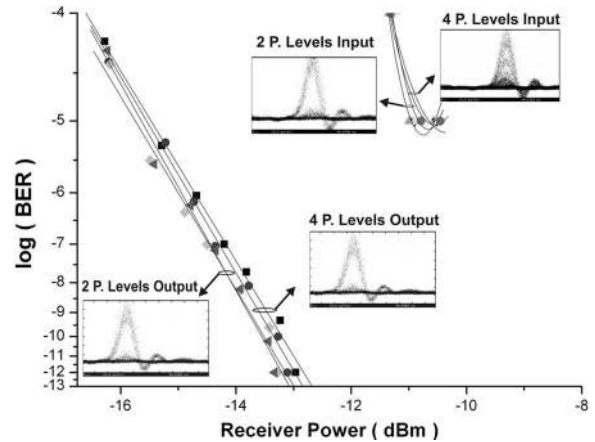 -4
2 P. Levels Input
4 P. Levels Input
-5
-6
log ( BER )
-7
4 P. Levels Output
-8
2 P. Levels Output
-9
-10
-11
-12
-13
-16
-14
-12
-10
-8
Receiver Power ( dBm )